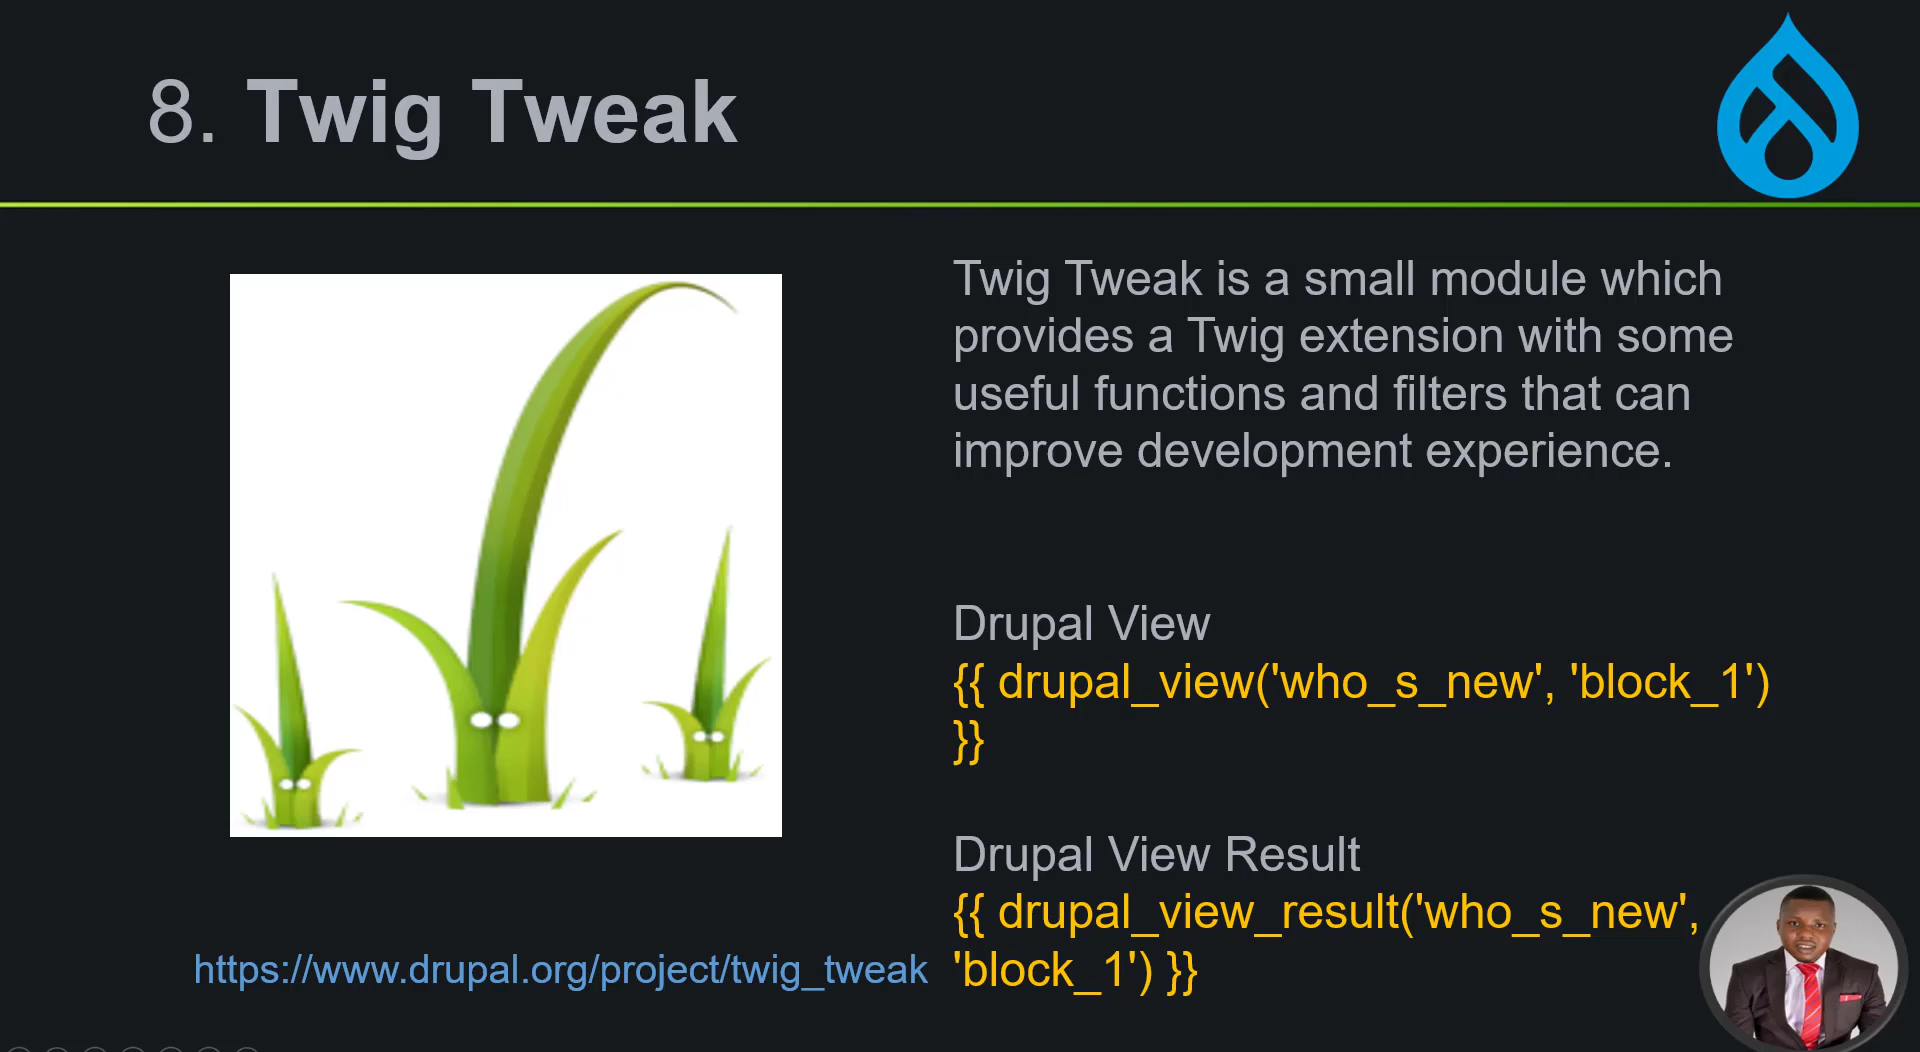 8. Twig Tweak
Twig Tweak is a small module which
provides a Twig extension with some
useful functions and filters that can
improve development experience.
Drupal View
{{ drupal_view('who_s_new', 'block_1')
}}
Drupal View Result
{{ drupal_view_result('who_s_new',
'block_1') }}
https://www.drupal.org/project/twig_tweak